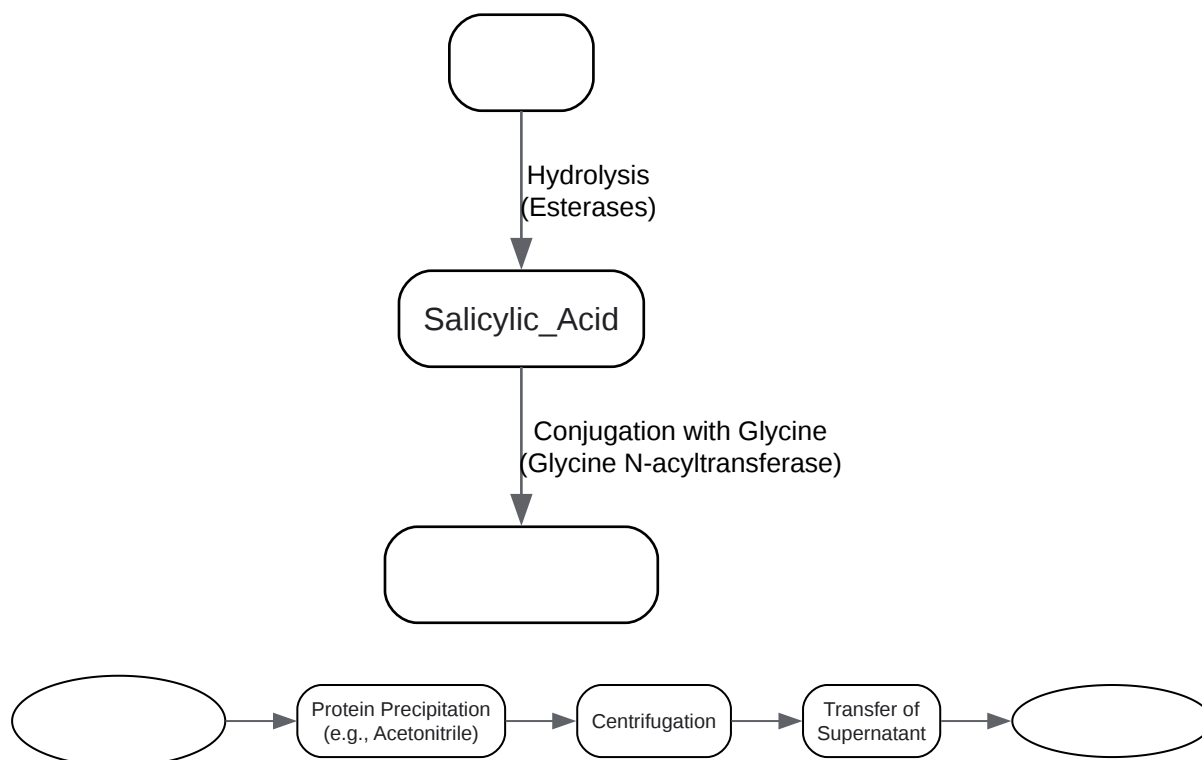 Hydrolysis
(Esterases)
Salicylic_Acid
Conjugation with Glycine
(Glycine N-acyltransferase)
Protein Precipitation
(e.g., Acetonitrile)
Centrifugation
Transfer of
Supernatant